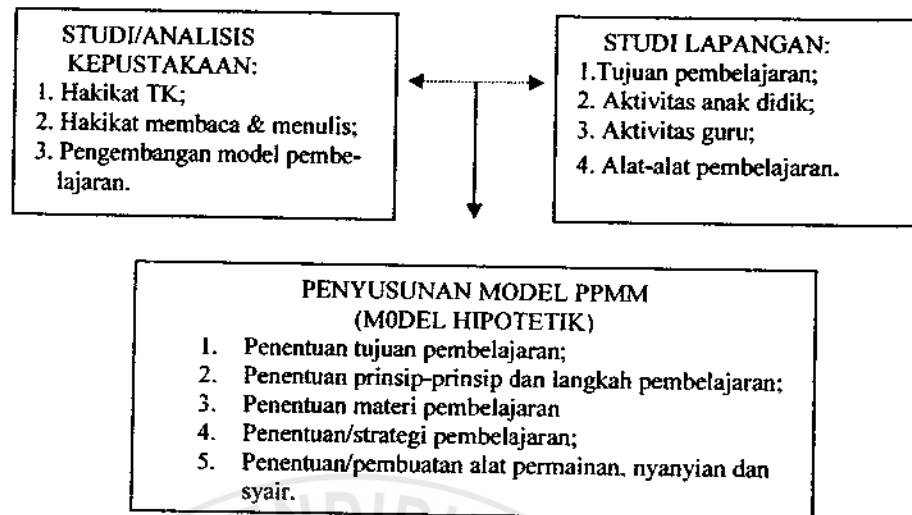 STUDI/ANALISIS
KEPUSTAKAAN:
1. Hakikat TK;
2. Hakikat membaca & menulis;
3. Pengembangan model pembe-
lajaran.
STUDI LAPANGAN:
1.Tujuan pembelajaran;
2. Aktivitas anak didik;
3. Aktivitas guru;
4. Alat-alat pembelajaran.
PENYUSUNAN MODEL PPMM
(M0DEL HIPOTETIK)
1. Penentuan tujuan pembelajaran;
2. Penentuan prinsip-prinsip dan langkah pembelajaran;
3. Penentuan materi pembelajaran
4. Penentuan/strategi pembelajaran;
5. Penentuan/pembuatan alat permainan, nyanyian dan
syair.